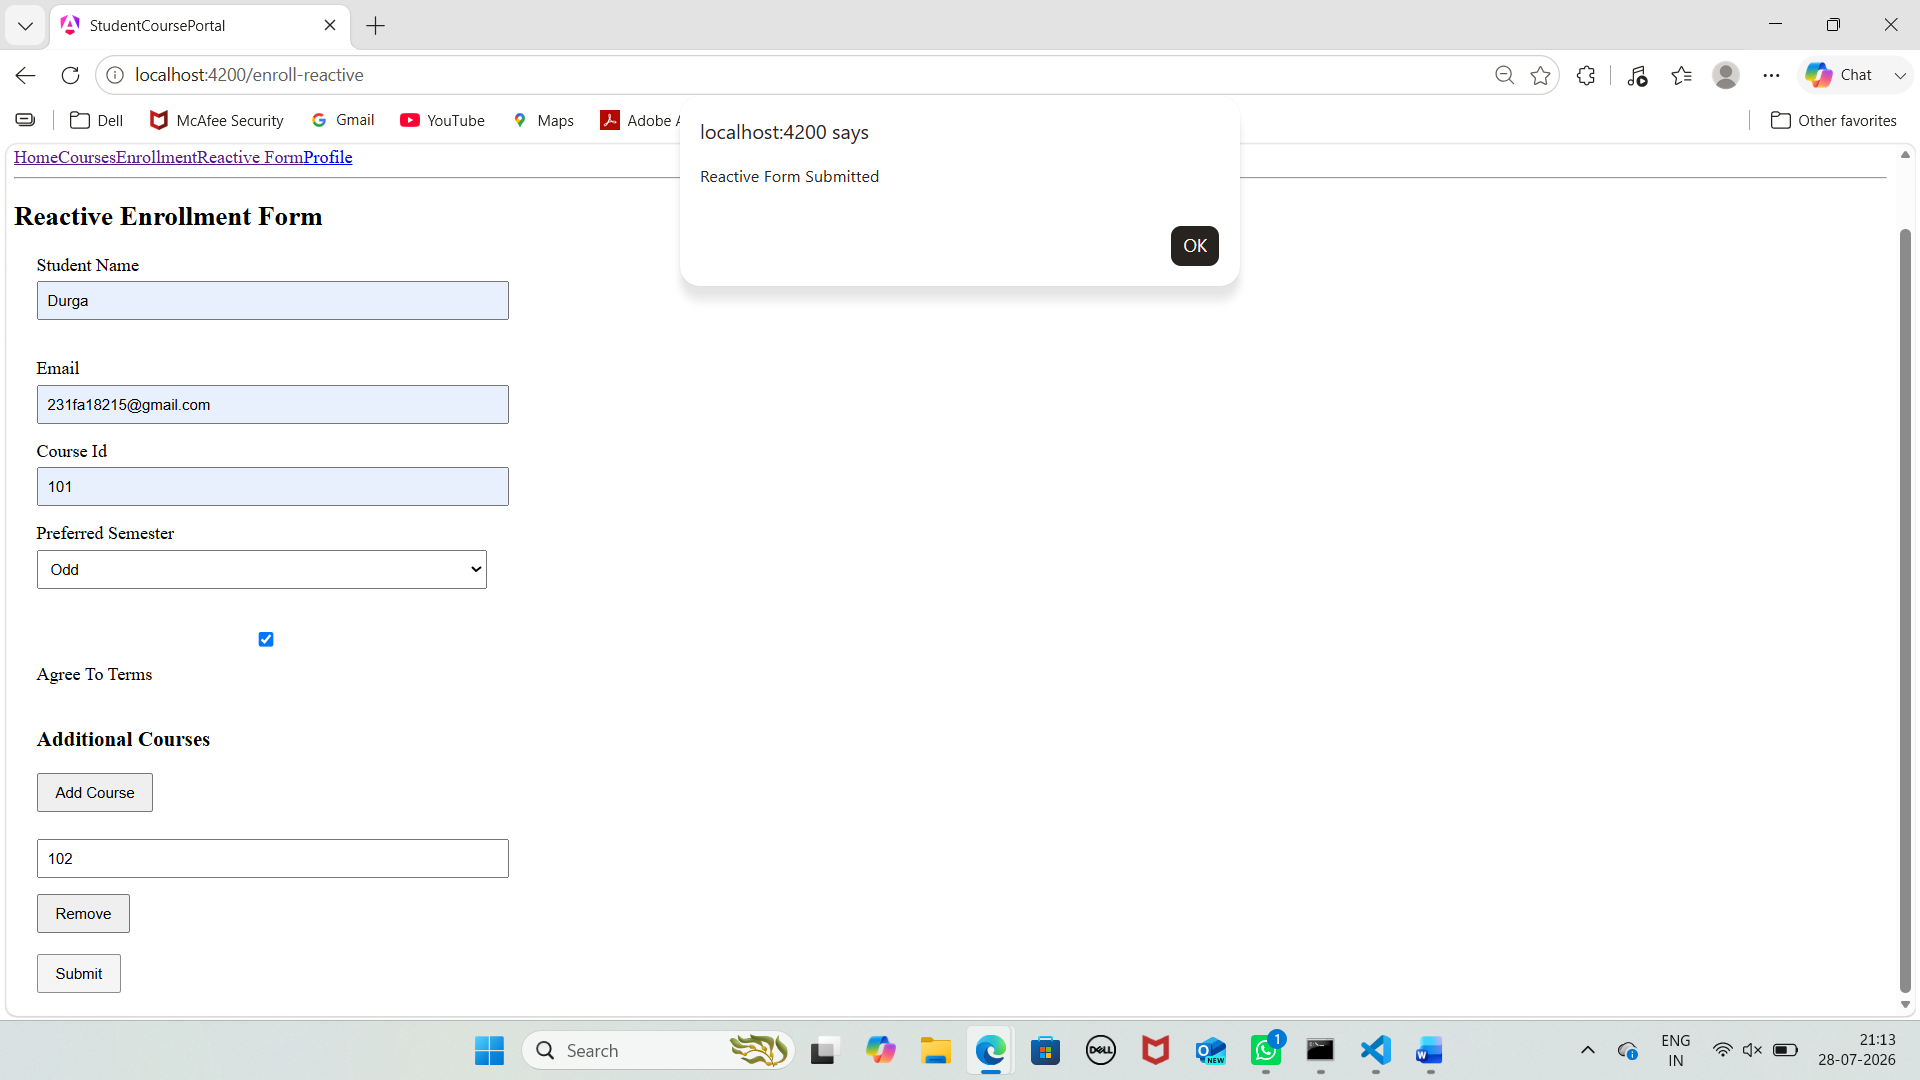 StudentCoursePortal
localhost:4200/enroll-reactive
Chat
Dell
McAfee Security
Gmail
YouTube
Maps
Adobe A
Other favorites
localhost:4200 says
Reactive Form Submitted
OK
HomeCoursesEnrollmentReactive FormProfile
Reactive Enrollment Form
Student Name
Durga
Email
231fa18215@gmail.com
Course Id
101
Preferred Semester
Odd
Agree To Terms
Additional Courses
Add Course
102
Remove
Submit
Search
DELL
NEW
1
W
ENG
IN
21:13
28-07-2026